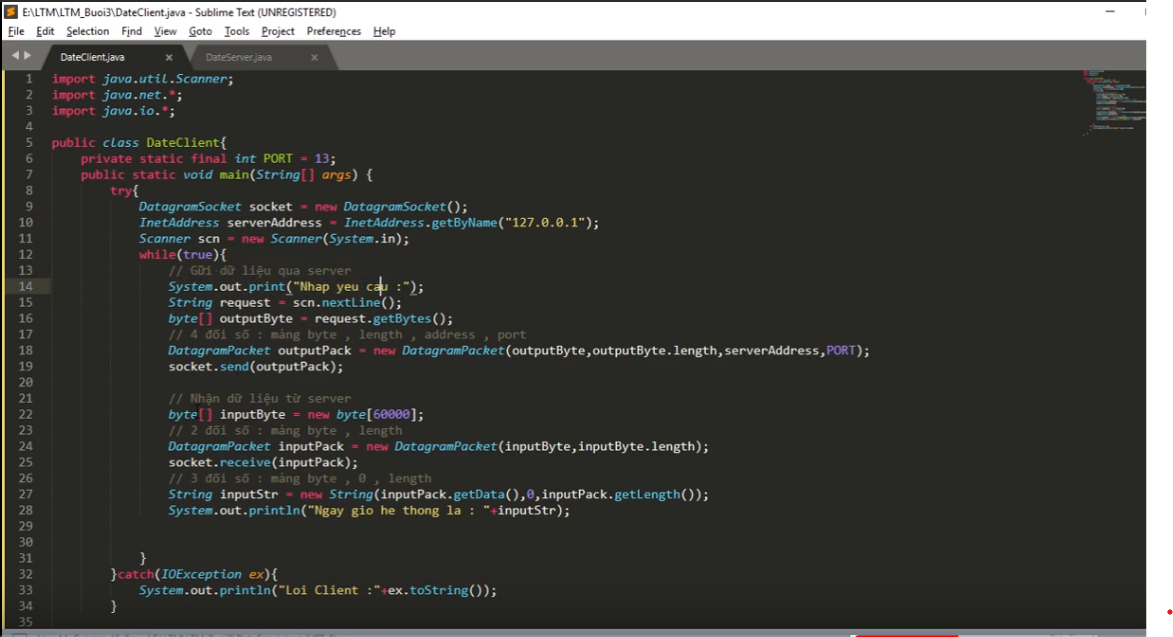 E:\LTM\LTM_Buoi3\DateClient.java - Sublime Text (UNREGISTERED)
File Edit Selection Find View Goto Tools Project Preferences Help
DateClient.java × DateServer.java ×
1 import java.util.Scanner;
2 import java.net.*;
3 import java.io.*;
4
5 public class DateClient{
6 private static final int PORT = 13;
7 public static void main(String[] args) {
8 try{
9 DatagramSocket socket = new DatagramSocket();
10 InetAddress serverAddress = InetAddress.getByName("127.0.0.1");
11 Scanner scn = new Scanner(System.in);
12 while(true){
13 // Gữi dữ liệu qua server
14 System.out.print("Nhap yeu cau :");
15 String request = scn.nextLine();
16 byte[] outputByte = request.getBytes();
17 // 4 đối số : mảng byte , length , address , port
18 DatagramPacket outputPack = new DatagramPacket(outputByte,outputByte.length,serverAddress,PORT);
19 socket.send(outputPack);
20
21 // Nhận dữ liệu từ server
22 byte[] inputByte = new byte[60000];
23 // 2 đối số : mảng byte , length
24 DatagramPacket inputPack = new DatagramPacket(inputByte,inputByte.length);
25 socket.receive(inputPack);
26 // 3 đối số : mảng byte , 0 , length
27 String inputStr = new String(inputPack.getData(),0,inputPack.getLength());
28 System.out.println("Ngay gio he thong la : "+inputStr);
29
30
31 }
32 }catch(IOException ex){
33 System.out.println("Loi Client :"+ex.toString());
34 }
35